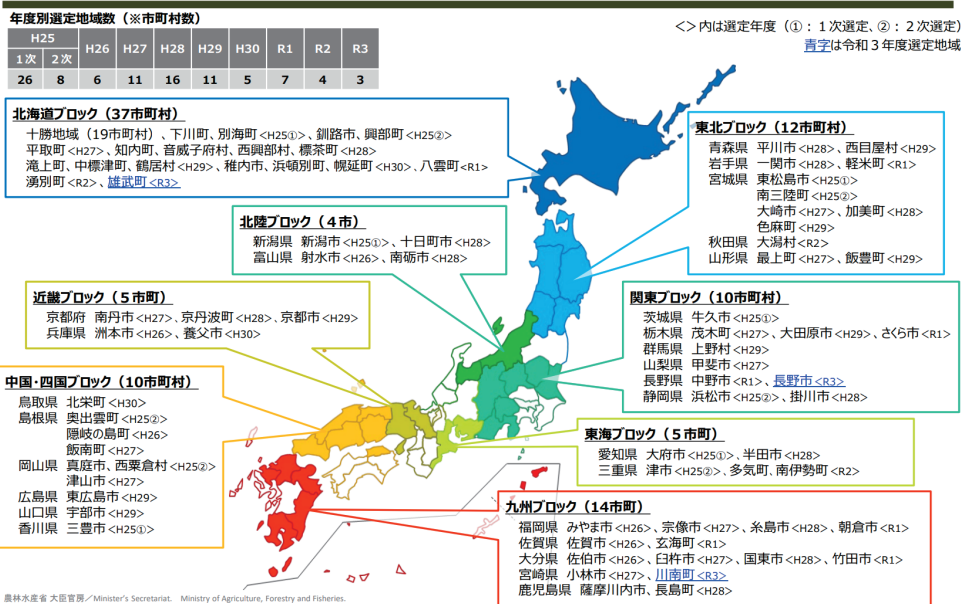 年度別選定地域数（※市町村数）
H25 H26 H27 H28 H29 H30 R1 R2 R3
1次 2次
26 8 6 11 16 11 5 7 4 3
<>内は選定年度（①：１次選定、②：２次選定）
青字は令和３年度選定地域
北海道ブロック（37市町村）
十勝地域（19市町村）、下川町、別海町<H25①>、釧路市、興部町<H25②>
平取町<H27>、知内町、音威子府村、西興部村、標茶町<H28>
滝上町、中標津町、鶴居村<H29>、稚内市、浜頓別町、幌延町<H30>、八雲町<R1>
湧別町<R2>、雄武町<R3>
東北ブロック（12市町村）
青森県 平川市<H28>、西目屋村<H29>
岩手県 一関市<H28>、軽米町<R1>
宮城県 東松島市<H25①>
南三陸町<H25②>
大崎市<H27>、加美町<H28>
色麻町<H29>
秋田県 大潟村<R2>
山形県 最上町<H27>、飯豊町<H29>
北陸ブロック（４市）
新潟県 新潟市<H25①>、十日町市<H28>
富山県 射水市<H26>、南砺市<H28>
近畿ブロック（５市町）
京都府 南丹市<H27>、京丹波町<H28>、京都市<H29>
兵庫県 洲本市<H26>、養父市<H30>
関東ブロック（10市町村）
茨城県 牛久市<H25①>
栃木県 茂木町<H27>、大田原市<H29>、さくら市<R1>
群馬県 上野村<H29>
山梨県 甲斐市<H27>
長野県 中野市<R1>、長野市<R3>
静岡県 浜松市<H25②>、掛川市<H28>
中国・四国ブロック（10市町村）
鳥取県 北栄町<H30>
島根県 奥出雲町<H25②>
隠岐の島町<H26>
飯南町<H27>
岡山県 真庭市、西粟倉村<H25②>
津山市<H27>
広島県 東広島市<H29>
山口県 宇部市<H29>
香川県 三豊市<H25①>
東海ブロック（５市町）
愛知県 大府市<H25①>、半田市<H28>
三重県 津市<H25②>、多気町、南伊勢町<R2>
九州ブロック（14市町）
福岡県 みやま市<H26>、宗像市<H27>、糸島市<H28>、朝倉市<R1>
佐賀県 佐賀市<H26>、玄海町<R1>
大分県 佐伯市<H26>、臼杵市<H27>、国東市<H28>、竹田市<R1>
宮崎県 小林市<H27>、川南町<R3>
鹿児島県 薩摩川内市、長島町<H28>
農林水産省 大臣官房／Minister's Secretariat. Ministry of Agriculture, Forestry and Fisheries.